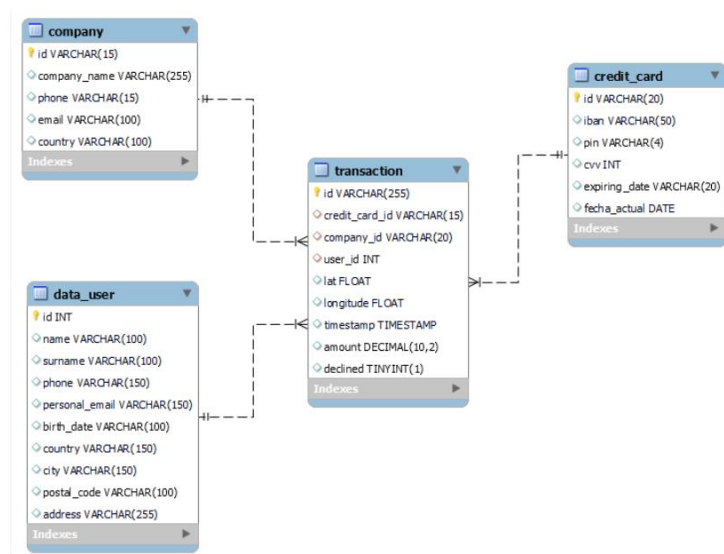 company
id VARCHAR(15)
company_name VARCHAR(255)
phone VARCHAR(15)
email VARCHAR(100)
country VARCHAR(100)
Indexes
data_user
id INT
name VARCHAR(100)
surname VARCHAR(100)
phone VARCHAR(150)
personal_email VARCHAR(150)
birth_date VARCHAR(100)
country VARCHAR(150)
city VARCHAR(150)
postal_code VARCHAR(100)
address VARCHAR(255)
Indexes
transaction
id VARCHAR(255)
credit_card_id VARCHAR(15)
company_id VARCHAR(20)
user_id INT
lat FLOAT
longitude FLOAT
timestamp TIMESTAMP
amount DECIMAL(10,2)
declined TINYINT(1)
Indexes
credit_card
id VARCHAR(20)
iban VARCHAR(50)
pin VARCHAR(4)
cvv INT
expiring_date VARCHAR(20)
fecha_actual DATE
Indexes